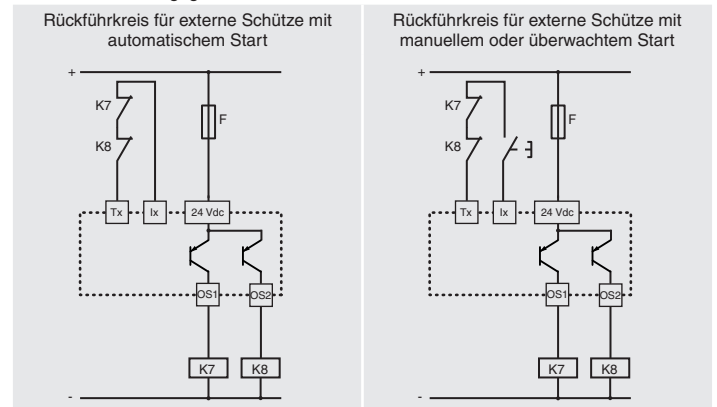 Rückführkreis für externe Schütze mit
automatischem Start
+
K7
K8
F
Tx
Ix
24 Vdc
OS1
OS2
K7
K8
-
Rückführkreis für externe Schütze mit
manuellem oder überwachtem Start
+
K7
K8
F
Tx
Ix
24 Vdc
OS1
OS2
K7
K8
-